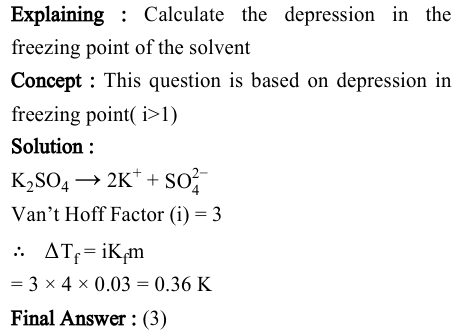 Explaining : Calculate the depression in the
freezing point of the solvent
Concept : This question is based on depression in
freezing point( i>1)
Solution :
K₂SO₄ ⟶ 2K⁺ + SO₄²⁻
Van’t Hoff Factor (i) = 3
∴ ΔT_f = iK_fm
= 3 × 4 × 0.03 = 0.36 K
Final Answer : (3)